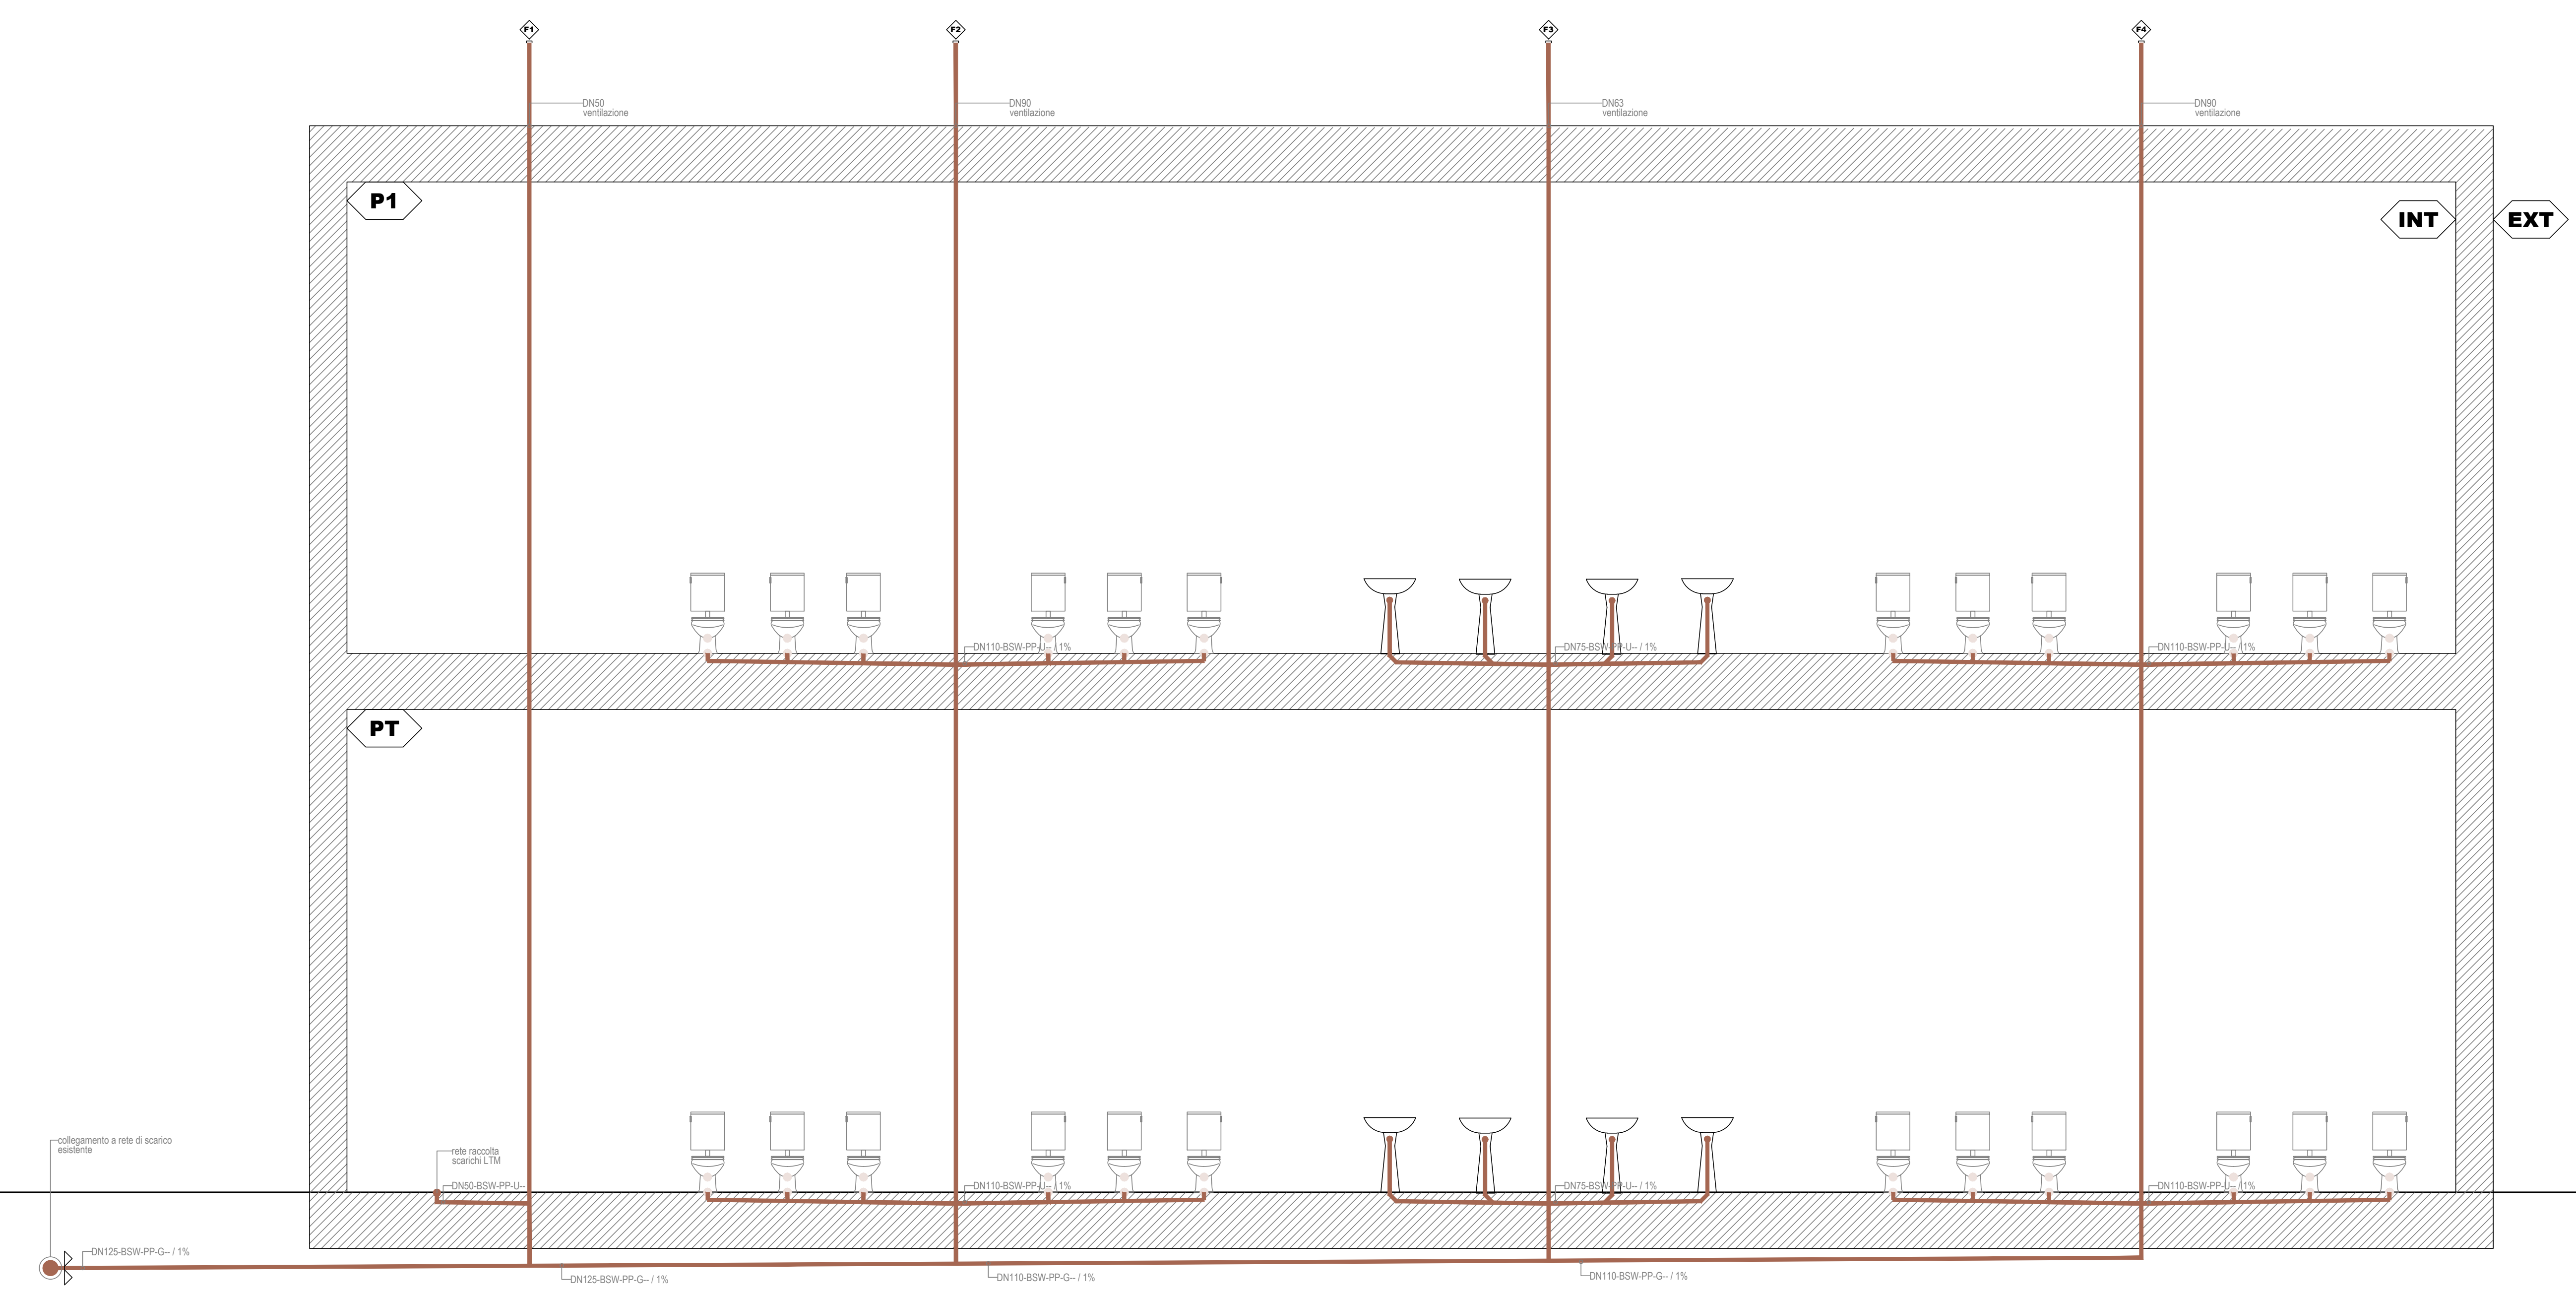 F1
F2
F3
F4
DN50
ventilazione
DN90
ventilazione
DN63
ventilazione
DN90
ventilazione
P1
INT
EXT
DN110-BSW-PP-U-- / 1%
DN75-BSW-PP-U-- / 1%
DN110-BSW-PP-U-- / 1%
PT
collegamento a rete di scarico
esistente
rete raccolta
scarichi LTM
DN50-BSW-PP-U--
DN110-BSW-PP-U-- / 1%
DN75-BSW-PP-U-- / 1%
DN110-BSW-PP-U-- / 1%
DN125-BSW-PP-G-- / 1%
DN125-BSW-PP-G-- / 1%
DN110-BSW-PP-G-- / 1%
DN110-BSW-PP-G-- / 1%